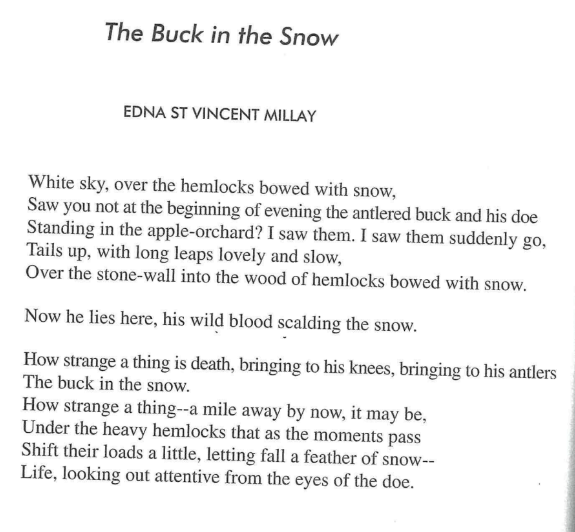 The Buck in the Snow
EDNA ST VINCENT MILLAY
White sky, over the hemlocks bowed with snow,
Saw you not at the beginning of evening the antlered buck and his doe
Standing in the apple-orchard? I saw them. I saw them suddenly go,
Tails up, with long leaps lovely and slow,
Over the stone-wall into the wood of hemlocks bowed with snow.
Now he lies here, his wild blood scalding the snow.
How strange a thing is death, bringing to his knees, bringing to his antlers
The buck in the snow.
How strange a thing--a mile away by now, it may be,
Under the heavy hemlocks that as the moments pass
Shift their loads a little, letting fall a feather of snow--
Life, looking out attentive from the eyes of the doe.